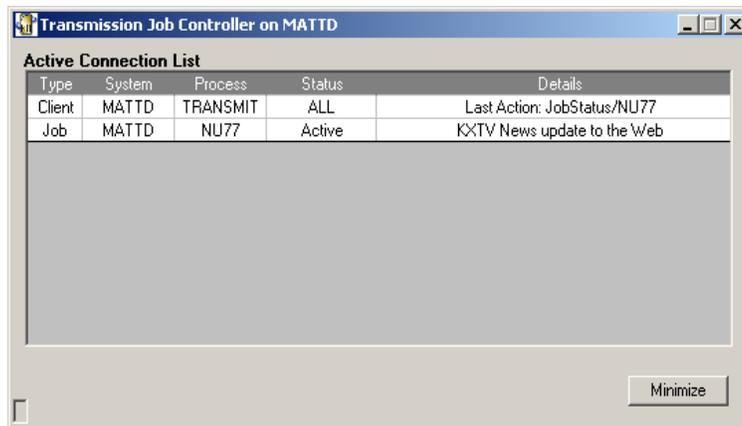 Transmission Job Controller on MATTD
Active Connection List
Type System Process Status Details
Client MATTD TRANSMIT ALL Last Action: JobStatus/NU77
Job MATTD NU77 Active KXTV News update to the Web
Minimize